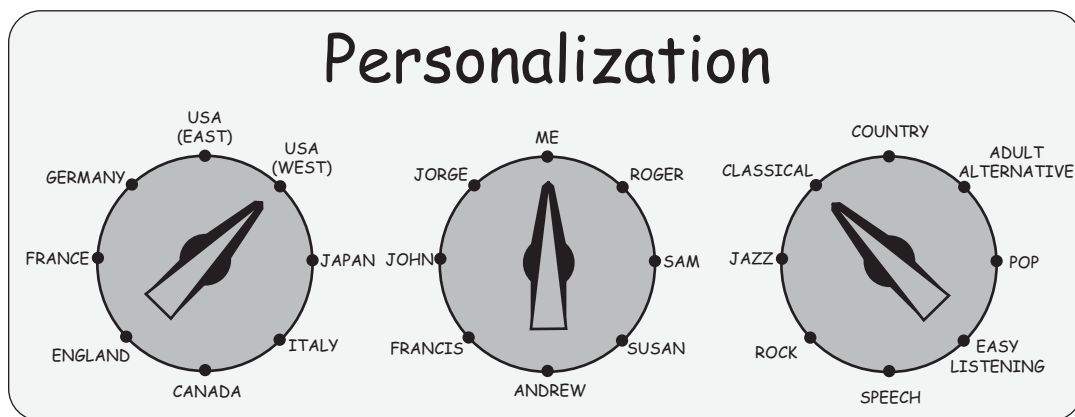 Personalization
USA
(EAST)
USA
(WEST)
JAPAN
ITALY
CANADA
ENGLAND
FRANCE
GERMANY
ME
ROGER
SAM
SUSAN
ANDREW
FRANCIS
JOHN
JORGE
COUNTRY
ADULT
ALTERNATIVE
POP
EASY
LISTENING
SPEECH
ROCK
JAZZ
CLASSICAL